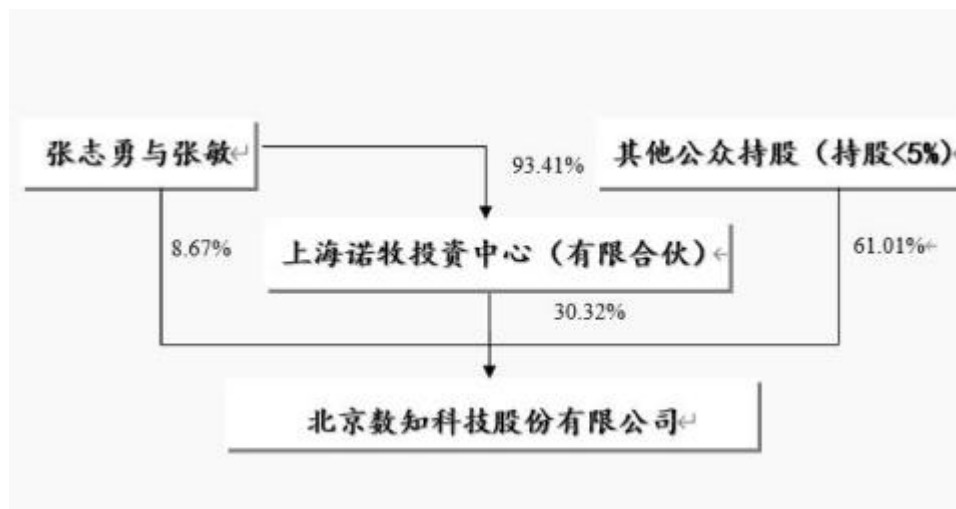 张志勇与张敏↵
其他公众持股（持股<5%）
93.41%
8.67%
上海诺牧投资中心（有限合伙）↵
61.01%↵
30.32%
北京数知科技股份有限公司↵